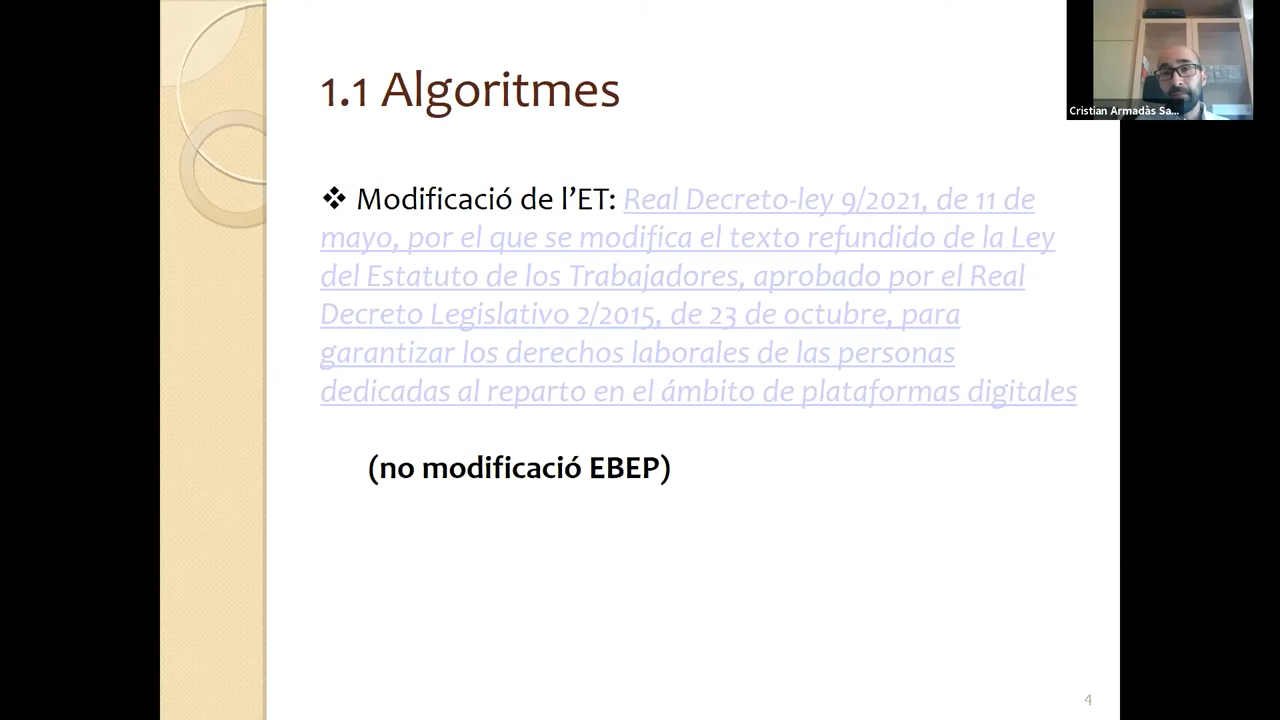 1.1 Algoritmes
Cristian Armadàs Sa...
❖ Modificació de l’ET: Real Decreto-ley 9/2021, de 11 de
mayo, por el que se modifica el texto refundido de la Ley
del Estatuto de los Trabajadores, aprobado por el Real
Decreto Legislativo 2/2015, de 23 de octubre, para
garantizar los derechos laborales de las personas
dedicadas al reparto en el ámbito de plataformas digitales
(no modificació EBEP)
4